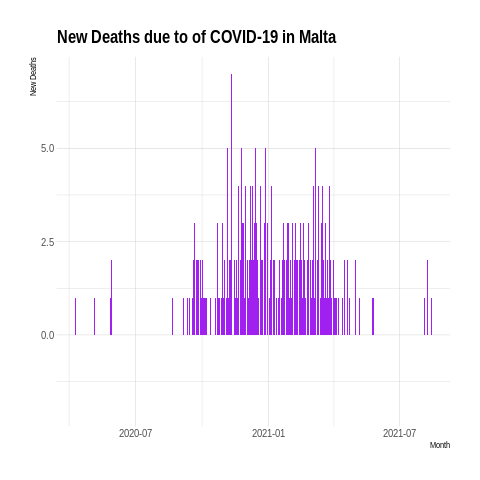 New Deaths due to of COVID-19 in Malta
New Deaths
5.0
2.5
0.0
2020-07
2021-01
2021-07
Month